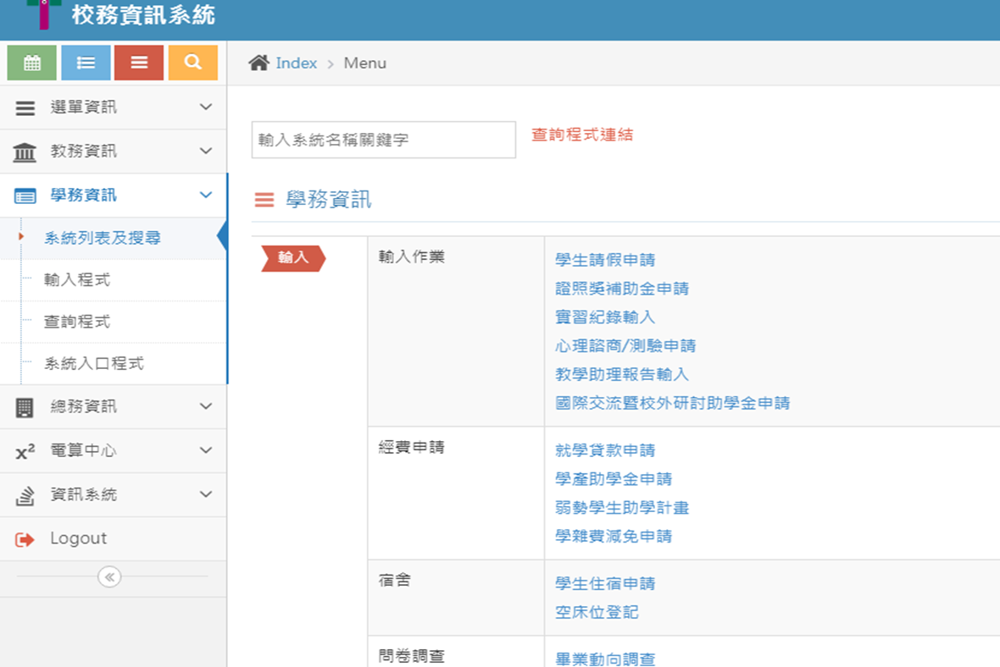 校務資訊系統
Index > Menu
選單資訊
教務資訊
學務資訊
系統列表及搜尋
輸入程式
查詢程式
系統入口程式
總務資訊
x² 電算中心
資訊系統
Logout
輸入系統名稱關鍵字
查詢程式連結
學務資訊
輸入
輸入作業
學生請假申請
證照獎補助金申請
實習紀錄輸入
心理諮商/測驗申請
教學助理報告輸入
國際交流暨校外研討助學金申請
經費申請
就學貸款申請
學產助學金申請
弱勢學生助學計畫
學雜費減免申請
宿舍
學生住宿申請
空床位登記
問卷調查
畢業動向調查